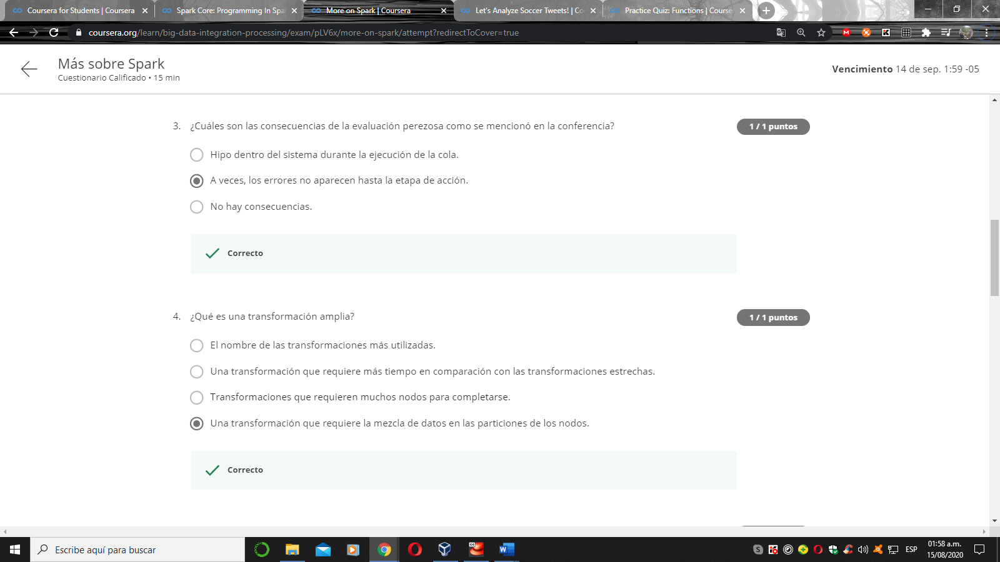 Coursera for Students | Coursera
Spark Core: Programming In Spa
More on Spark | Coursera
Let's Analyze Soccer Tweets! | Co
Practice Quiz: Functions | Course
coursera.org/learn/big-data-integration-processing/exam/pLV6x/more-on-spark/attempt?redirectToCover=true
Más sobre Spark
Cuestionario Calificado • 15 min
Vencimiento 14 de sep. 1:59 -05
3. ¿Cuáles son las consecuencias de la evaluación perezosa como se mencionó en la conferencia?
1 / 1 puntos
Hipo dentro del sistema durante la ejecución de la cola.
A veces, los errores no aparecen hasta la etapa de acción.
No hay consecuencias.
Correcto
4. ¿Qué es una transformación amplia?
1 / 1 puntos
El nombre de las transformaciones más utilizadas.
Una transformación que requiere más tiempo en comparación con las transformaciones estrechas.
Transformaciones que requieren muchos nodos para completarse.
Una transformación que requiere la mezcla de datos en las particiones de los nodos.
Correcto
Escribe aquí para buscar
ESP
01:58 a.m.
15/08/2020